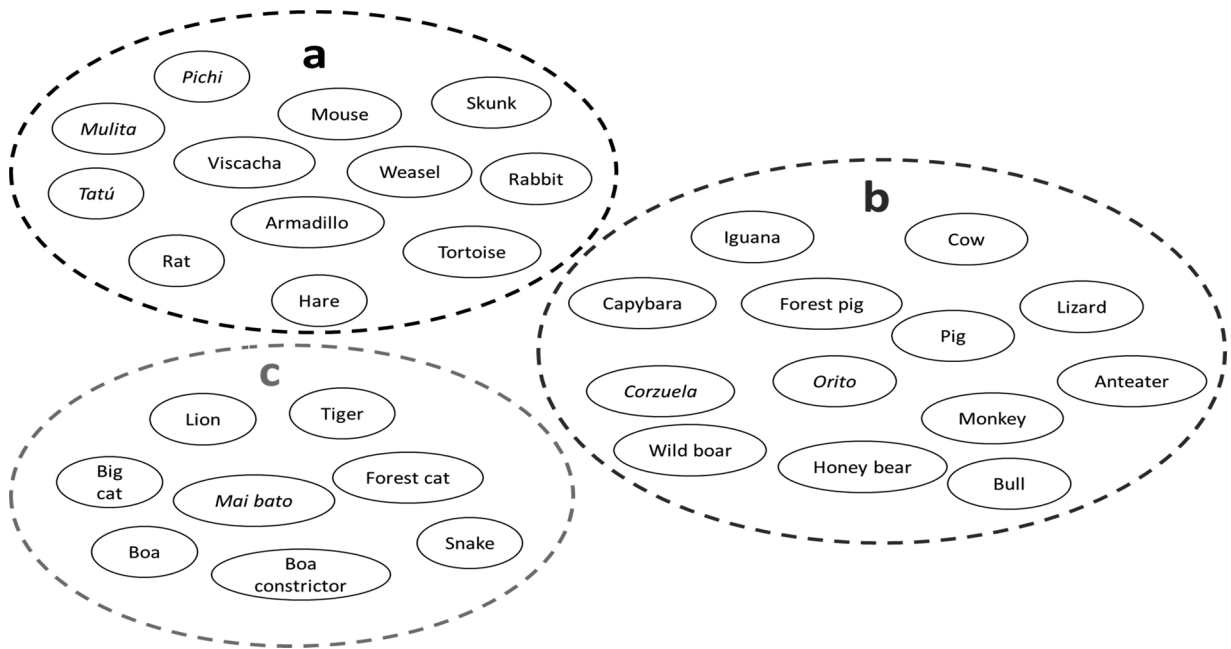 a
Pichi
Mouse
Skunk
Mulita
Viscacha
Weasel
Rabbit
Tatú
Armadillo
Rat
Tortoise
Hare
b
Iguana
Cow
Capybara
Forest pig
Pig
Lizard
Corzuela
Orito
Monkey
Anteater
Wild boar
Honey bear
Bull
c
Lion
Tiger
Big
cat
Mai bato
Forest cat
Boa
Boa
constrictor
Snake